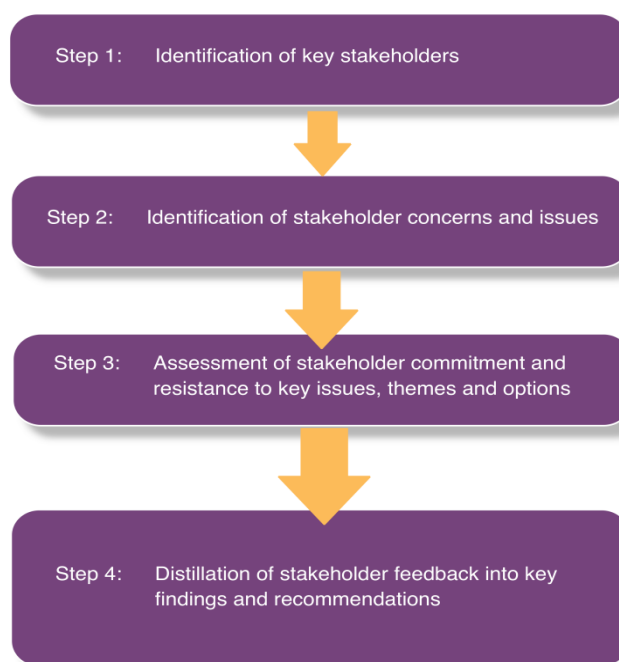 Step 1: Identification of key stakeholders
Step 2: Identification of stakeholder concerns and issues
Step 3: Assessment of stakeholder commitment and
resistance to key issues, themes and options
Step 4: Distillation of stakeholder feedback into key
findings and recommendations